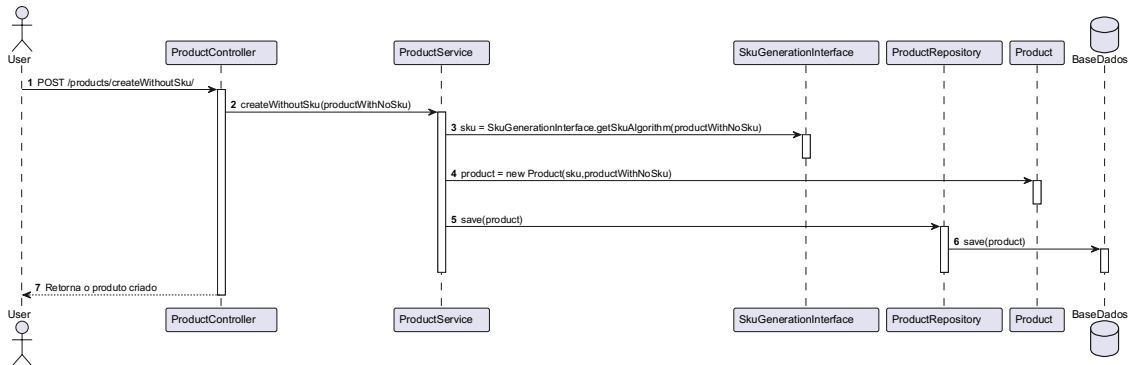 User
ProductController
ProductService
SkuGenerationInterface
ProductRepository
Product
BaseDados
1 POST /products/createWithoutSku/
2 createWithoutSku(productWithNoSku)
3 sku = SkuGenerationInterface.getSkuAlgorithm(productWithNoSku)
4 product = new Product(sku,productWithNoSku)
5 save(product)
6 save(product)
7 Retorna o produto criado
User
ProductController
ProductService
SkuGenerationInterface
ProductRepository
Product
BaseDados